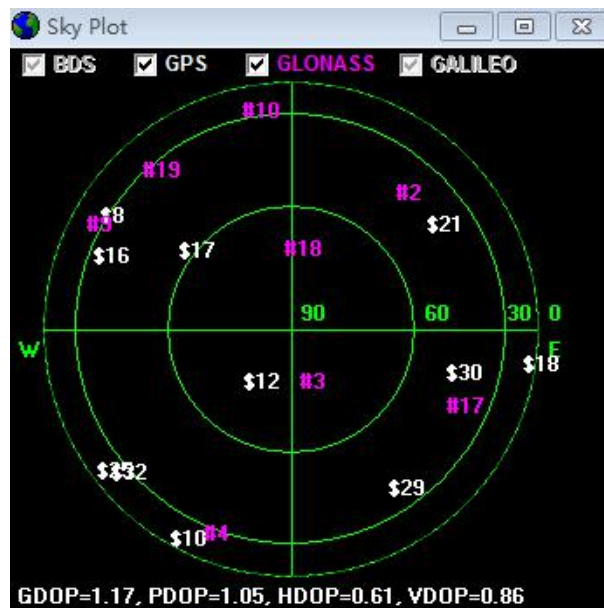 Sky Plot
BDS GPS GLONASS GALILEO
#10
#19
#2
$8
$21
$16
$17
#18
90 60 30 0
W E
$18
$12 #3 $30
#17
$32
$29
$10 #4
GDOP=1.17, PDOP=1.05, HDOP=0.61, VDOP=0.86